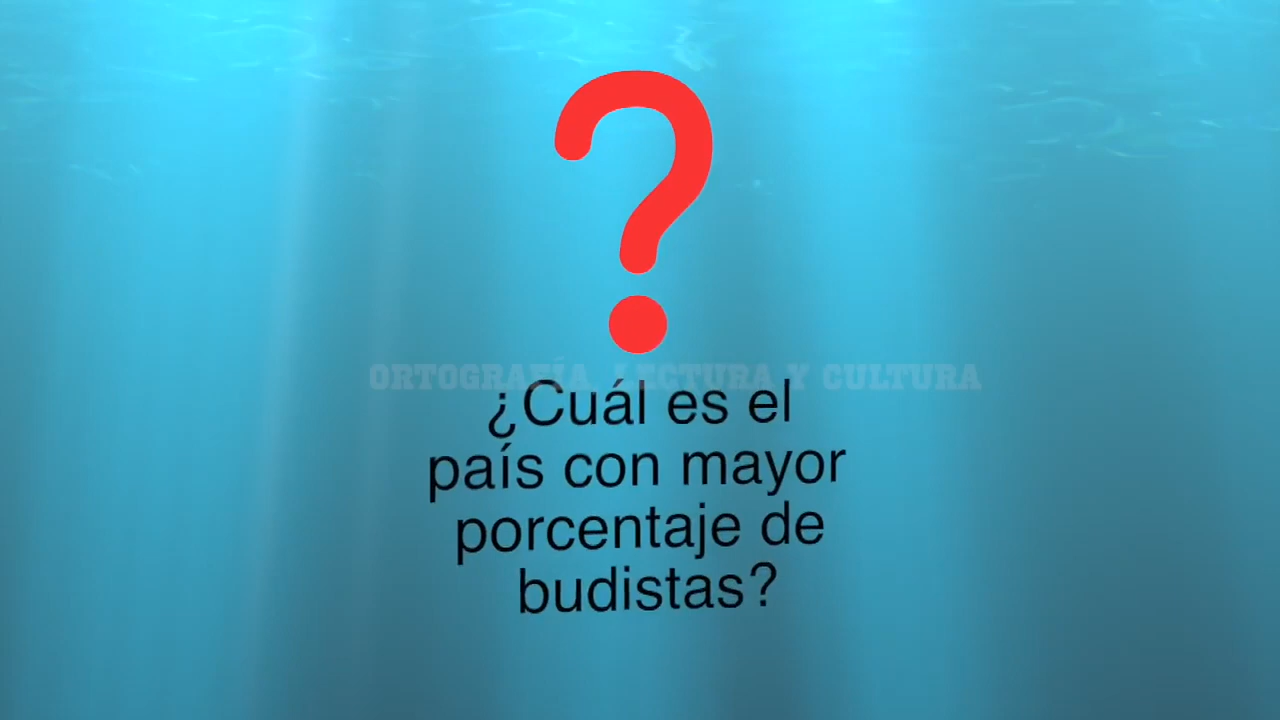 ?
ORTOGRAFÍA, LECTURA Y CULTURA
¿Cuál es el
país con mayor
porcentaje de
budistas?